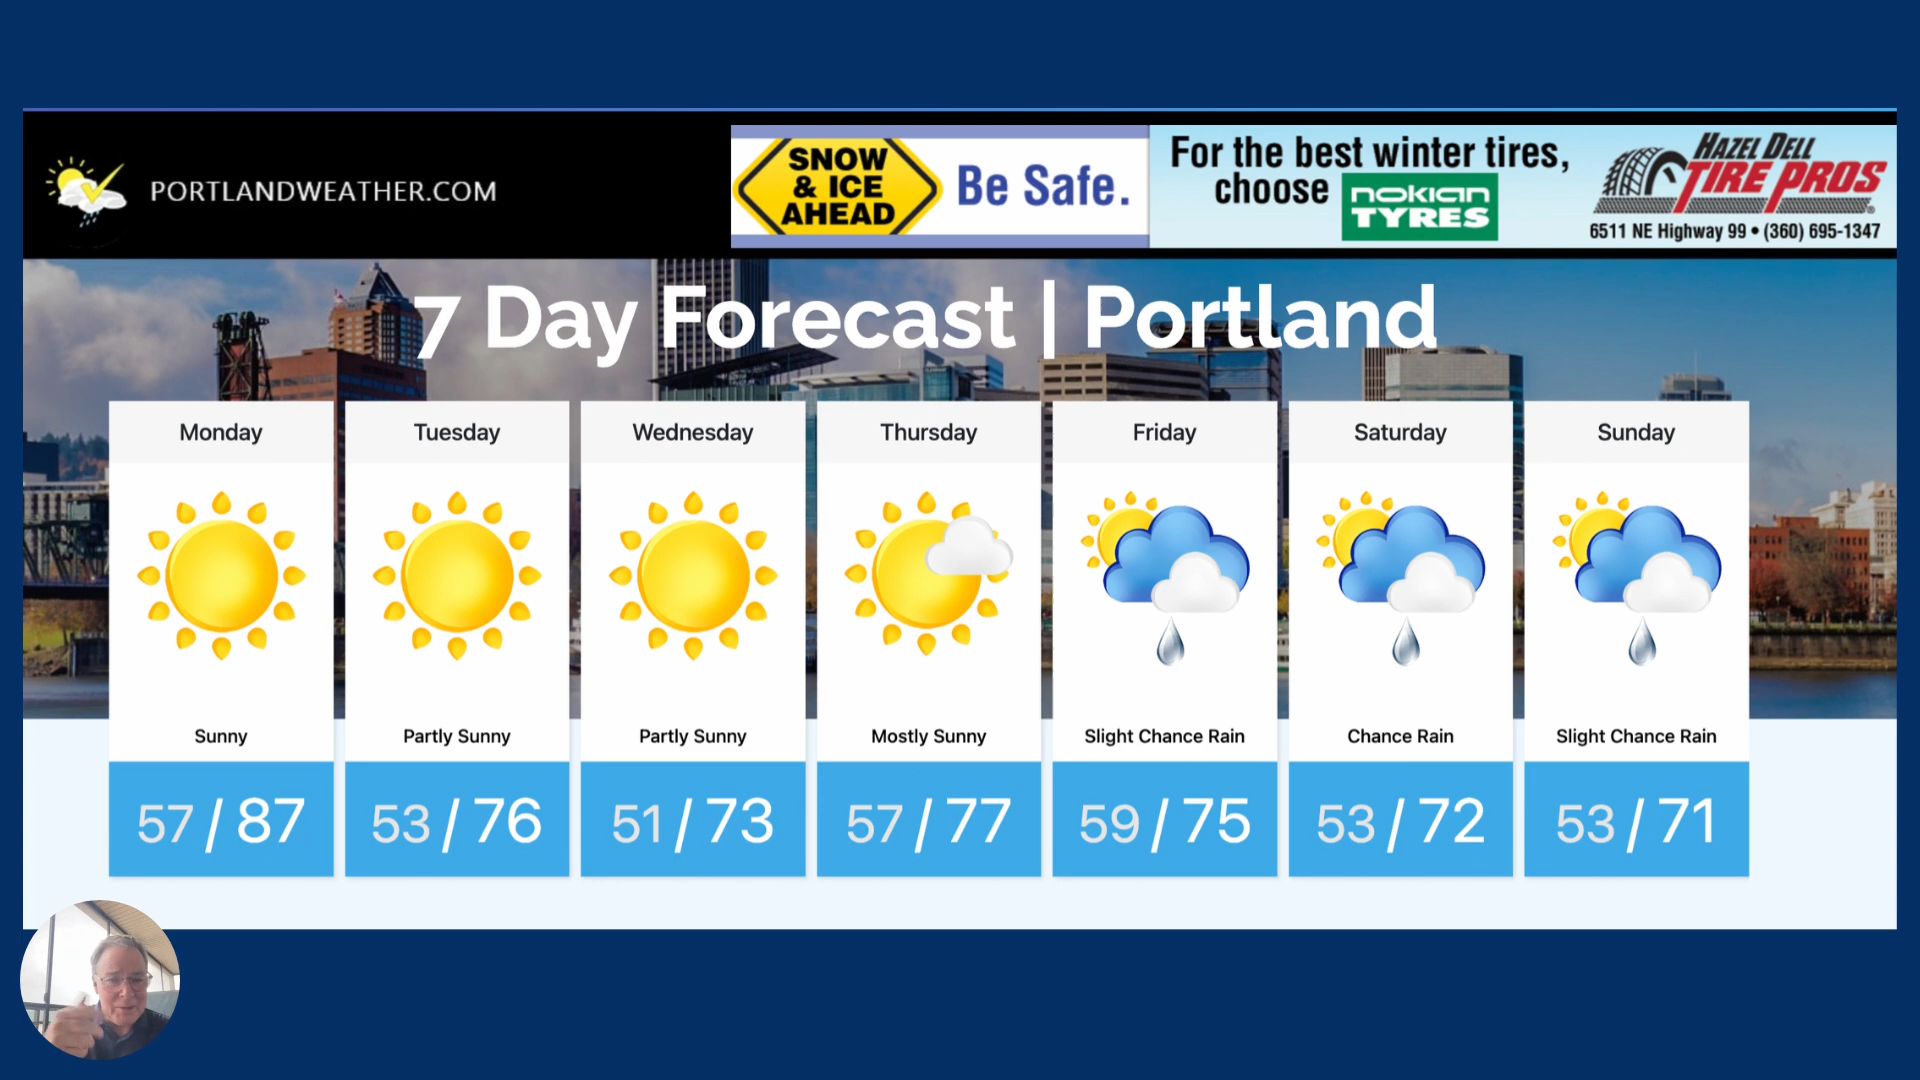 PORTLANDWEATHER.COM
SNOW
& ICE
AHEAD
Be Safe.
For the best winter tires,
choose nokian
TYRES
HAZEL DELL
TIRE PROS
6511 NE Highway 99 • (360) 695-1347
7 Day Forecast | Portland
Monday
Sunny
57 / 87
Tuesday
Partly Sunny
53 / 76
Wednesday
Partly Sunny
51 / 73
Thursday
Mostly Sunny
57 / 77
Friday
Slight Chance Rain
59 / 75
Saturday
Chance Rain
53 / 72
Sunday
Slight Chance Rain
53 / 71